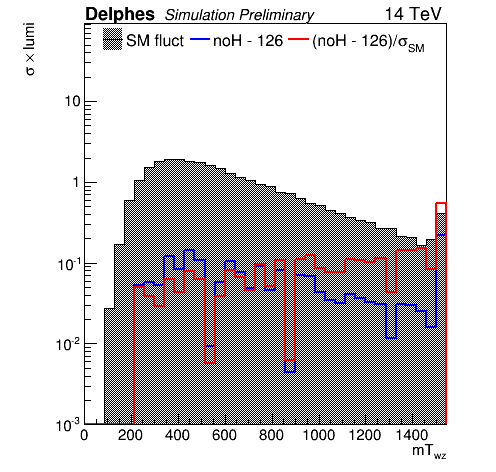 Delphes Simulation Preliminary 14 TeV
σ × lumi
SM fluct noH - 126 (noH - 126)/σSM
10
1
10-1
10-2
10-3
0 200 400 600 800 1000 1200 1400
mTwz